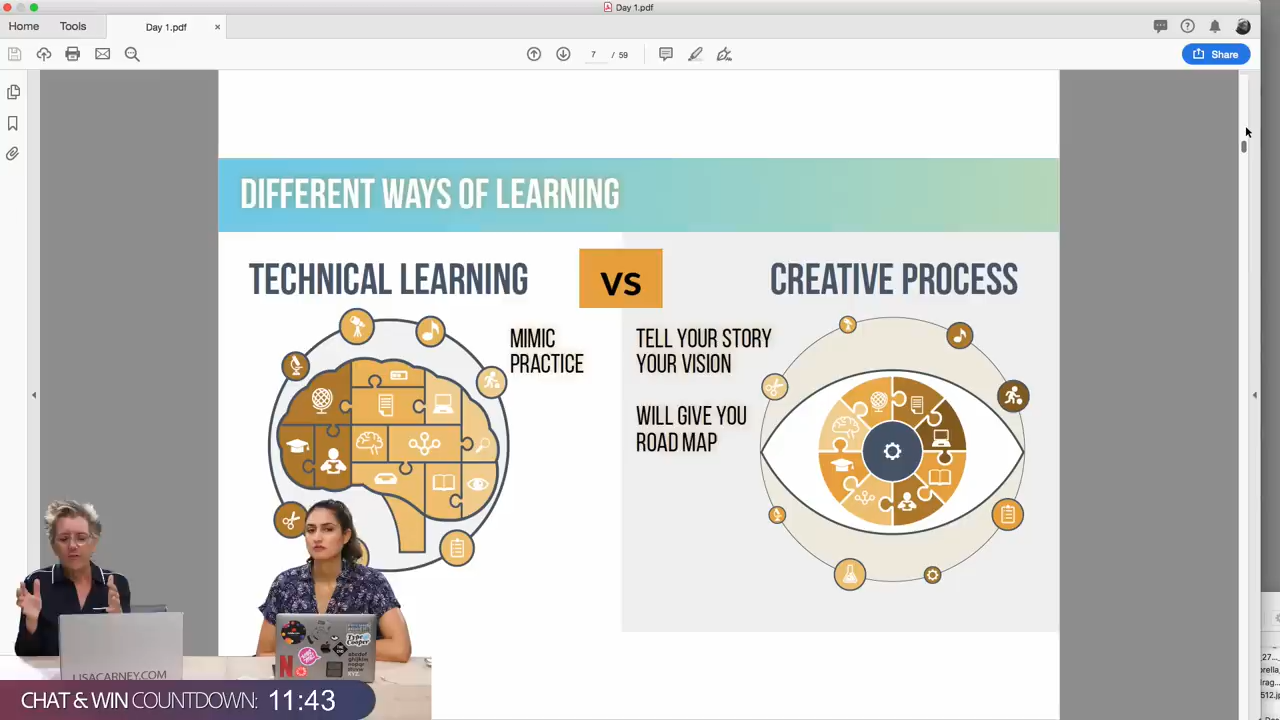 Day 1.pdf
Home
Tools
Day 1.pdf
7 / 59
Share
DIFFERENT WAYS OF LEARNING
TECHNICAL LEARNING
VS
CREATIVE PROCESS
MIMIC
PRACTICE
TELL YOUR STORY
YOUR VISION
WILL GIVE YOU
ROAD MAP
LISACARNEY.COM
CHAT & WIN COUNTDOWN: 11:43